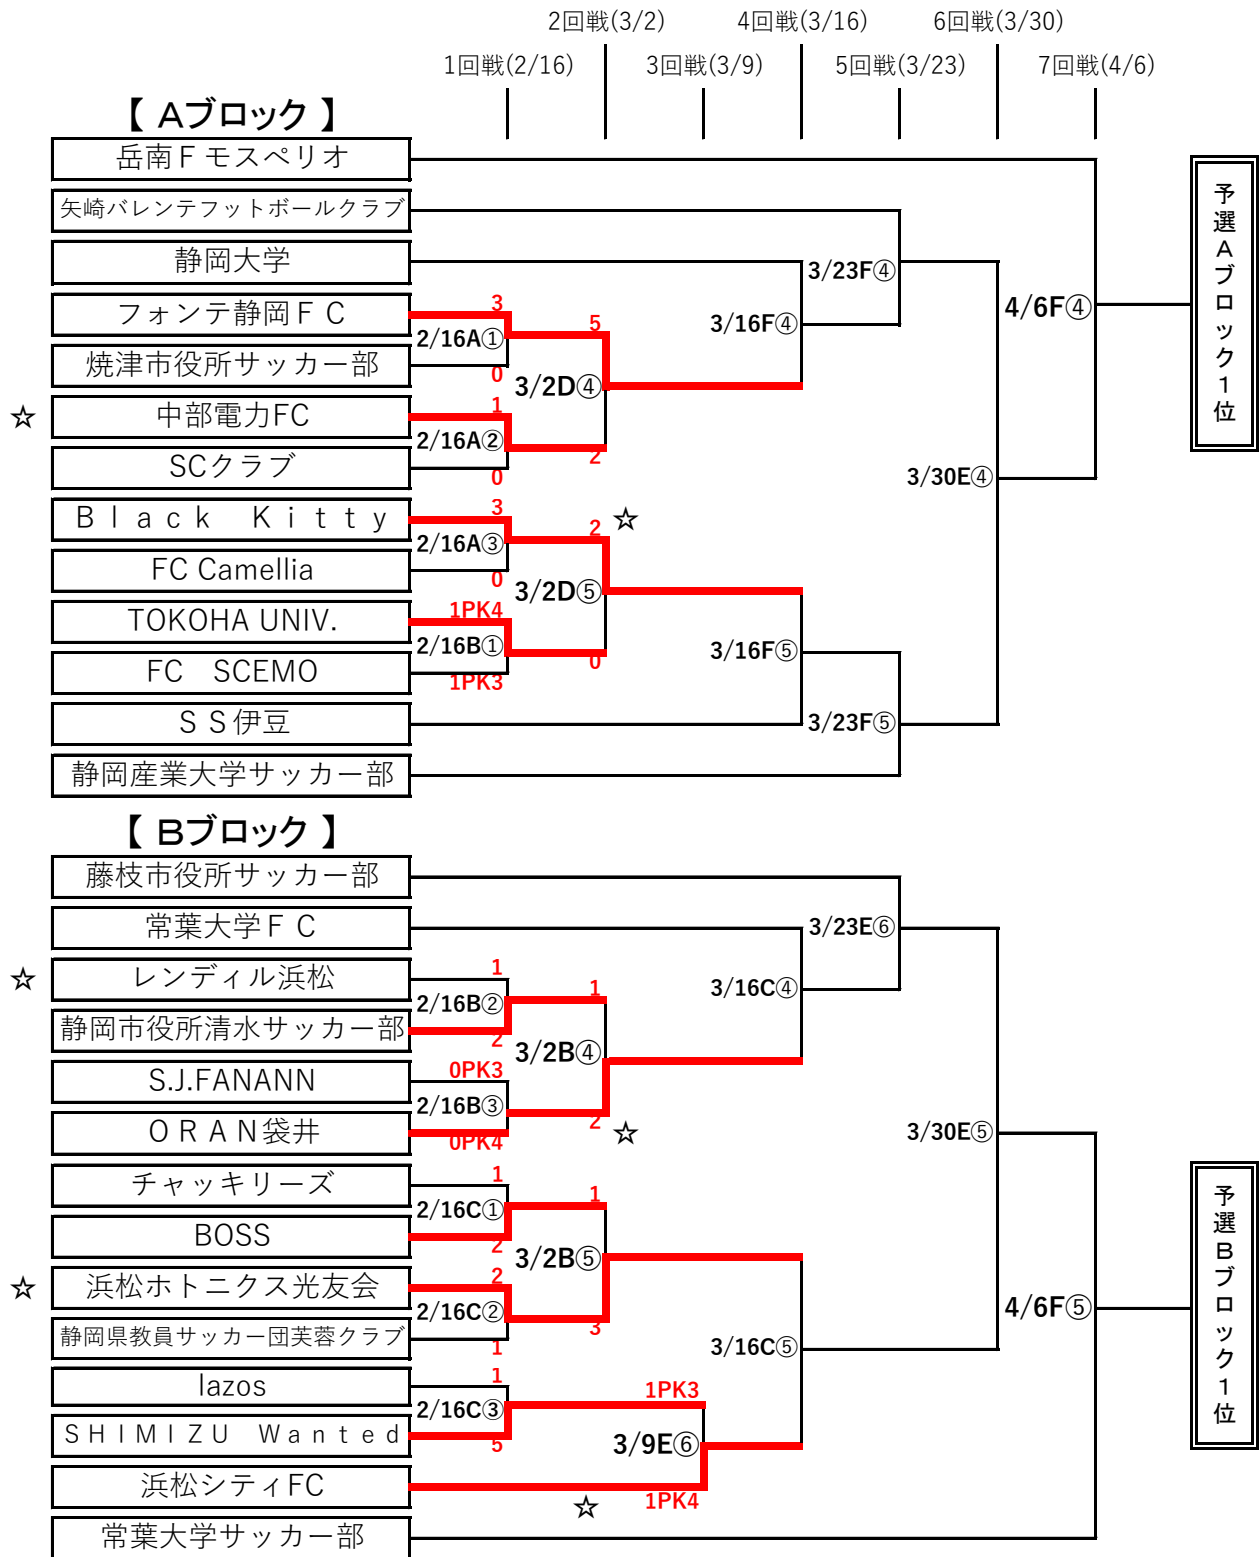 2回戦(3/2) 4回戦(3/16) 6回戦(3/30)
1回戦(2/16) 3回戦(3/9) 5回戦(3/23) 7回戦(4/6)
【 Aブロック 】
岳南F モスペリオ
矢崎バレンテフットボールクラブ
静岡大学
フォンテ静岡FC
焼津市役所サッカー部
☆ 中部電力FC
SCクラブ
Black Kitty
FC Camellia
TOKOHA UNIV.
FC SCEMO
SS伊豆
静岡産業大学サッカー部
3
2/16A①
0
1
2/16A②
0
3
2/16A③
0
1PK4
2/16B①
1PK3
5
3/2D④
2
2 ☆
3/2D⑤
0
3/16F④
3/16F⑤
3/23F④
3/23F⑤
3/30E④
4/6F④
予選Aブロック1位
【 Bブロック 】
藤枝市役所サッカー部
常葉大学FC
☆ レンディル浜松
静岡市役所清水サッカー部
S.J.FANANN
ORAN袋井
チャッキリーズ
BOSS
☆ 浜松ホトニクス光友会
静岡県教員サッカー団芙蓉クラブ
lazos
SHIMIZU Wanted
浜松シティFC
常葉大学サッカー部
1
2/16B②
2
0PK3
2/16B③
0PK4
1
2/16C①
2
2
2/16C②
1
1
2/16C③
5
1
3/2B④
2 ☆
1
3/2B⑤
3
1PK3
3/9E⑥
☆ 1PK4
3/16C④
3/16C⑤
3/23E⑥
3/30E⑤
4/6F⑤
予選Bブロック1位